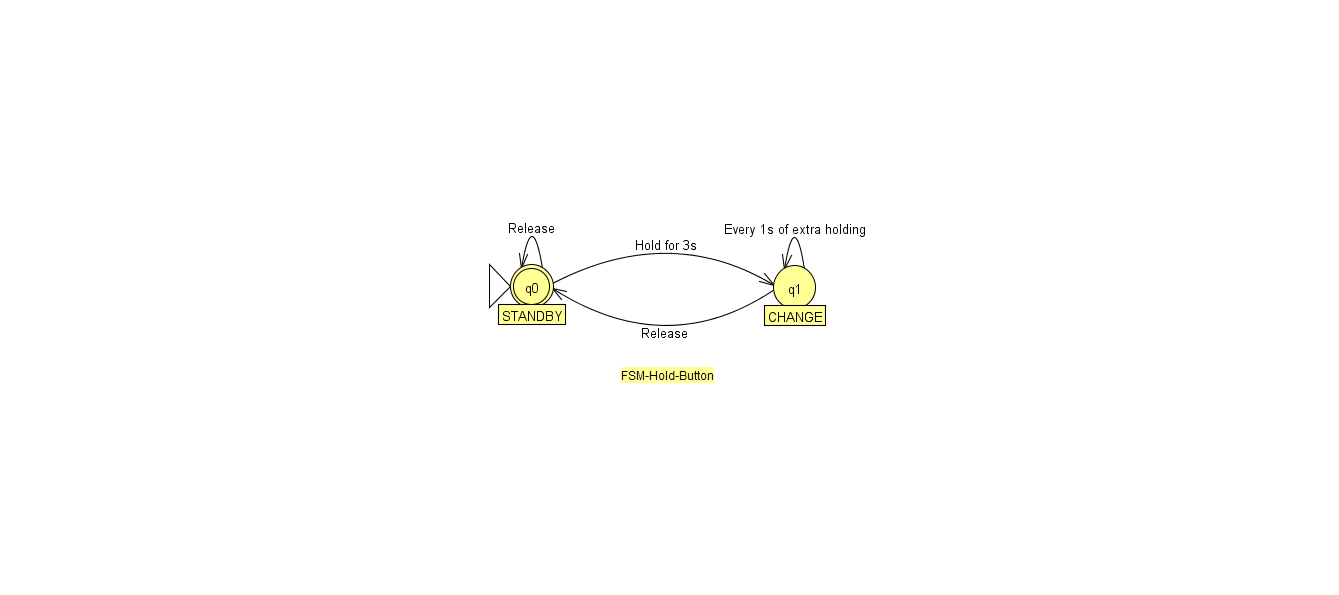 Release
Every 1s of extra holding
Hold for 3s
q0
q1
STANDBY
CHANGE
Release
FSM-Hold-Button